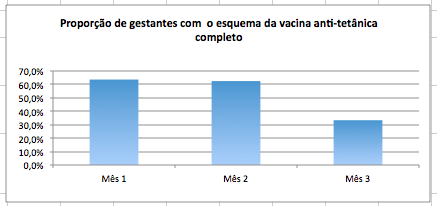 Proporção de gestantes com  o esquema da vacina anti-tetânica
completo
70,0%
60,0%
50,0%
40,0%
30,0%
20,0%
10,0%
0,0%
Mês 1 Mês 2 Mês 3